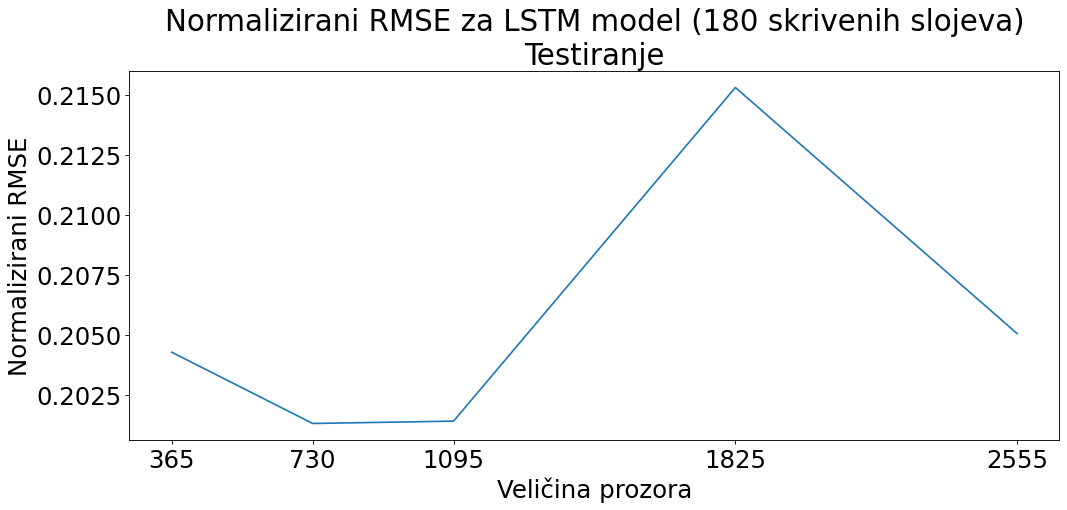 Normalizirani RMSE za LSTM model (180 skrivenih slojeva)
Testiranje
Normalizirani RMSE
0.2150
0.2125
0.2100
0.2075
0.2050
0.2025
365 730 1095 1825 2555
Veličina prozora